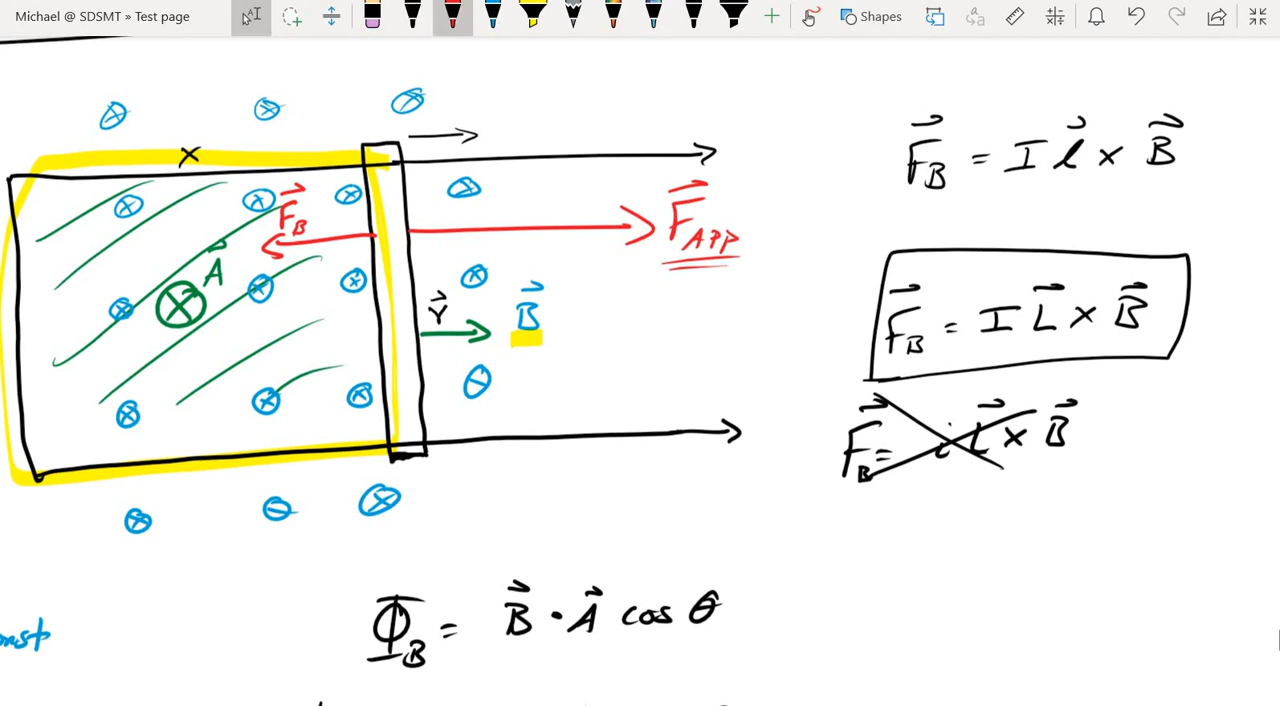 Michael @ SDSMT » Test page
Shapes
x
F_B
F_APP
A
v
B
F_B = I l x B
F_B = I L x B
F_B = i L x B
Φ_B = B · A cos θ